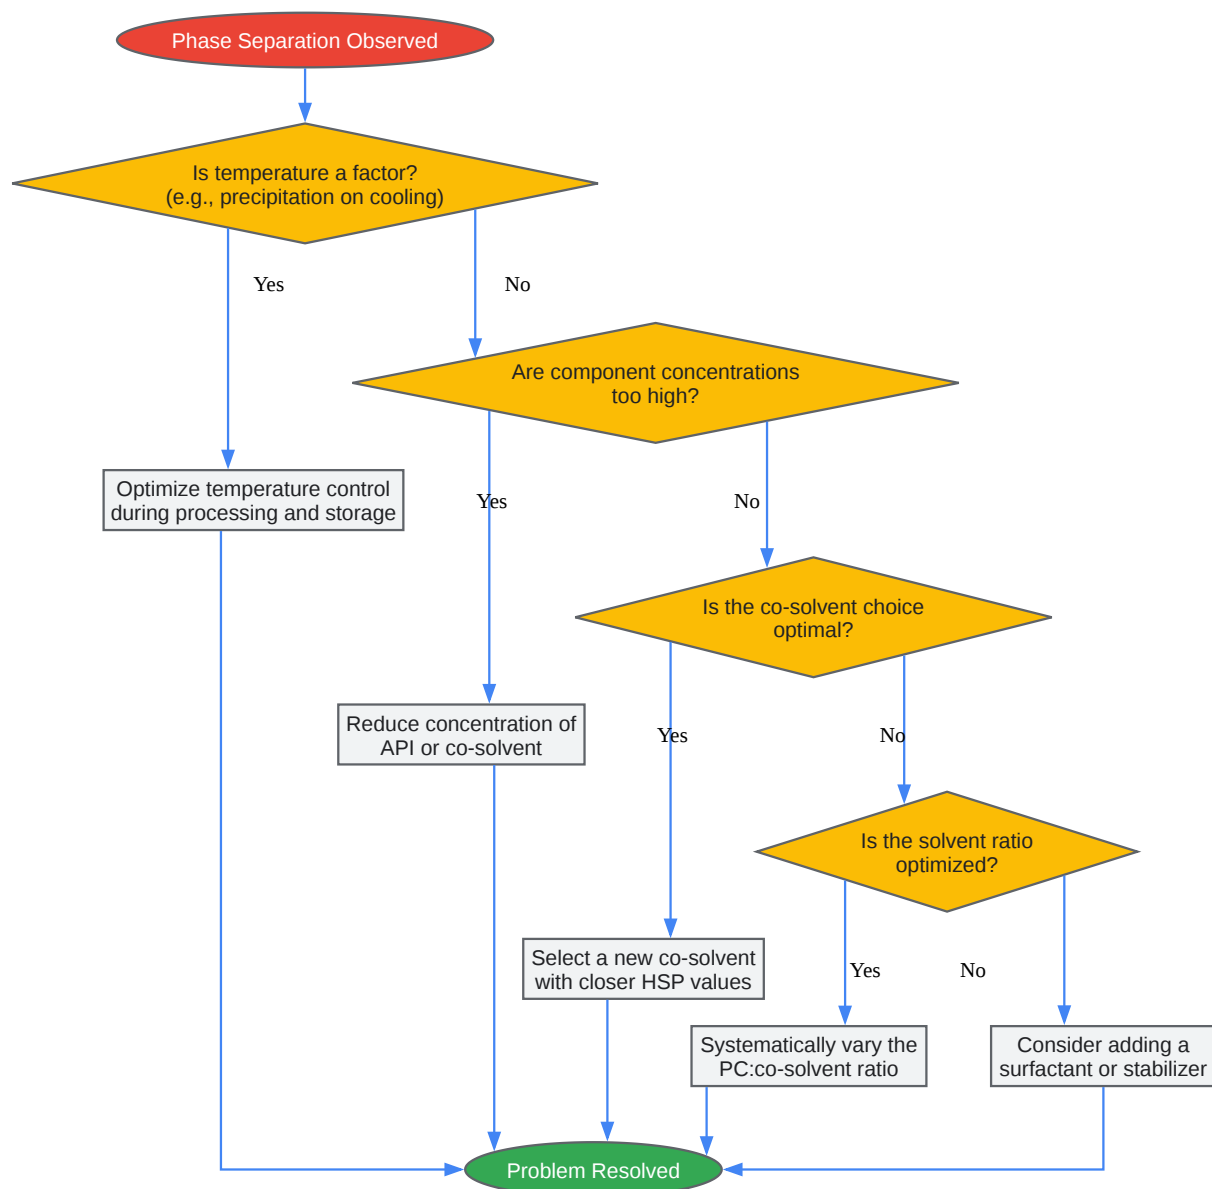 Phase Separation Observed
Is temperature a factor?
(e.g., precipitation on cooling)
Yes
No
Are component concentrations
too high?
Optimize temperature control
during processing and storage
Yes
No
Is the co-solvent choice
optimal?
Reduce concentration of
API or co-solvent
Yes
No
Is the solvent ratio
optimized?
Select a new co-solvent
with closer HSP values
Yes
No
Systematically vary the
PC:co-solvent ratio
Consider adding a
surfactant or stabilizer
Problem Resolved